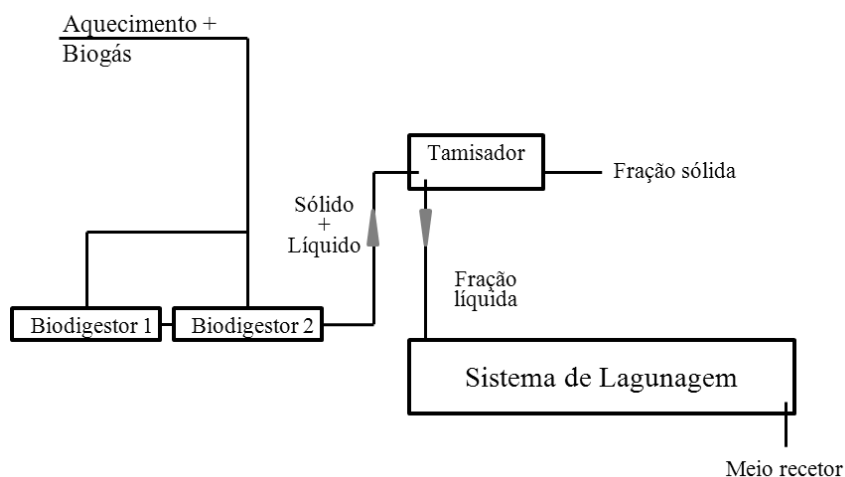 Aquecimento +
Biogás
Tamisador
Fração sólida
Sólido
+
Líquido
Fração
líquida
Biodigestor 1
Biodigestor 2
Sistema de Lagunagem
Meio recetor